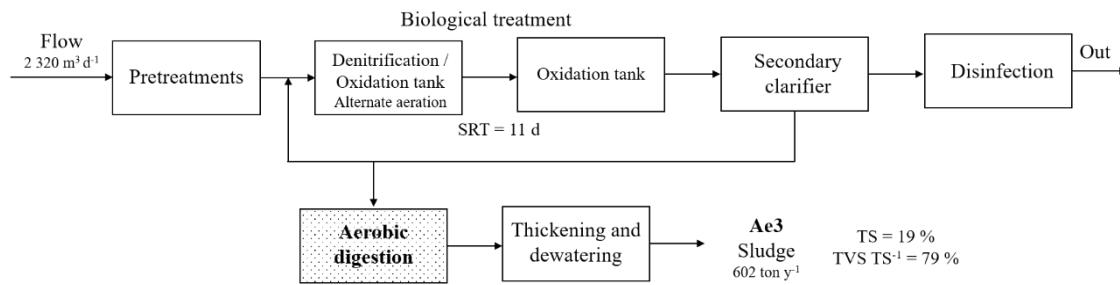 Biological treatment
Flow
2 320 m³ d⁻¹
Pretreatments
Denitrification /
Oxidation tank
Alternate aeration
Oxidation tank
Secondary
clarifier
Disinfection
Out
SRT = 11 d
Aerobic
digestion
Thickening and
dewatering
Ae3
Sludge
602 ton y⁻¹
TS = 19 %
TVS TS⁻¹ = 79 %